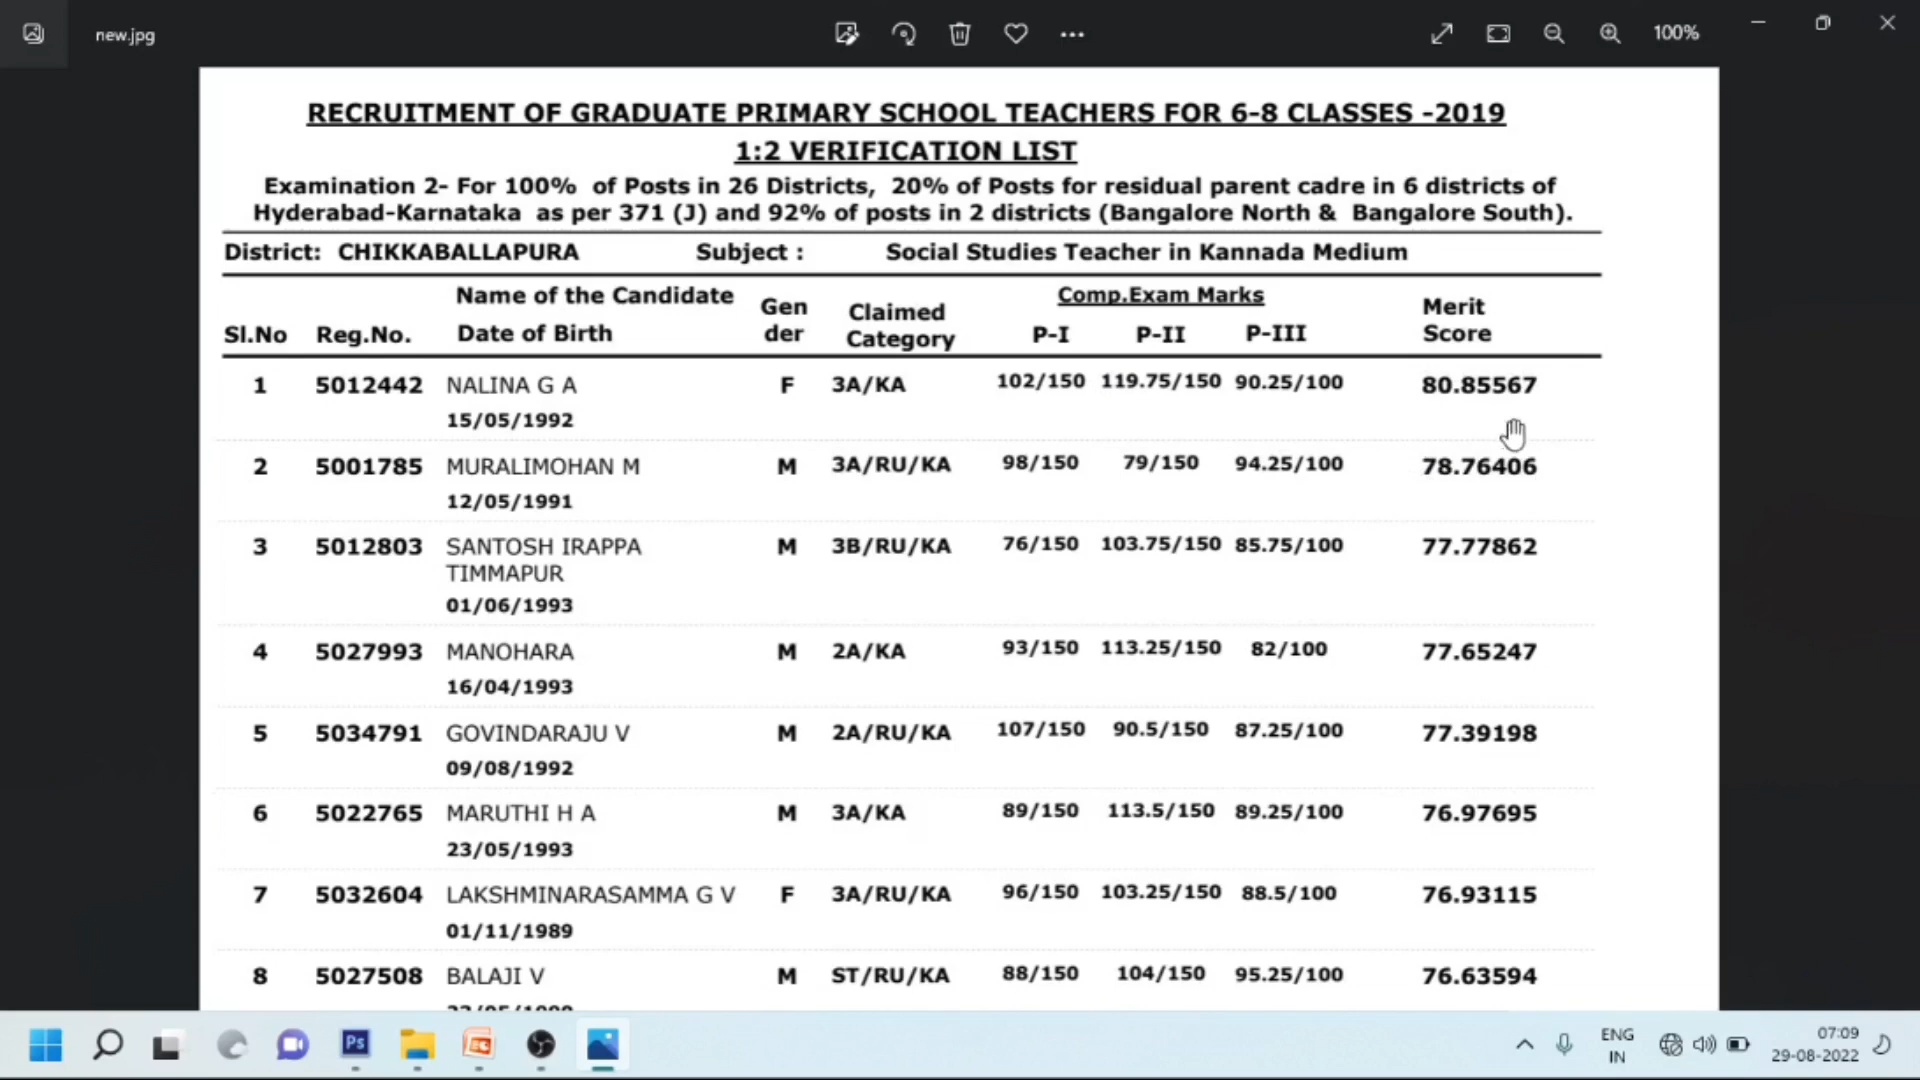 new.jpg
100%
RECRUITMENT OF GRADUATE PRIMARY SCHOOL TEACHERS FOR 6-8 CLASSES -2019
1:2 VERIFICATION LIST
Examination 2- For 100% of Posts in 26 Districts, 20% of Posts for residual parent cadre in 6 districts of
Hyderabad-Karnataka as per 371 (J) and 92% of posts in 2 districts (Bangalore North & Bangalore South).
District: CHIKKABALLAPURA Subject : Social Studies Teacher in Kannada Medium
Name of the Candidate Gen Claimed Comp.Exam Marks Merit
Sl.No Reg.No. Date of Birth der Category P-I P-II P-III Score
1 5012442 NALINA G A F 3A/KA 102/150 119.75/150 90.25/100 80.85567
15/05/1992
2 5001785 MURALIMOHAN M M 3A/RU/KA 98/150 79/150 94.25/100 78.76406
12/05/1991
3 5012803 SANTOSH IRAPPA M 3B/RU/KA 76/150 103.75/150 85.75/100 77.77862
TIMMAPUR
01/06/1993
4 5027993 MANOHARA M 2A/KA 93/150 113.25/150 82/100 77.65247
16/04/1993
5 5034791 GOVINDARAJU V M 2A/RU/KA 107/150 90.5/150 87.25/100 77.39198
09/08/1992
6 5022765 MARUTHI H A M 3A/KA 89/150 113.5/150 89.25/100 76.97695
23/05/1993
7 5032604 LAKSHMINARASAMMA G V F 3A/RU/KA 96/150 103.25/150 88.5/100 76.93115
01/11/1989
8 5027508 BALAJI V M ST/RU/KA 88/150 104/150 95.25/100 76.63594
Ps
ENG
IN
07:09
29-08-2022